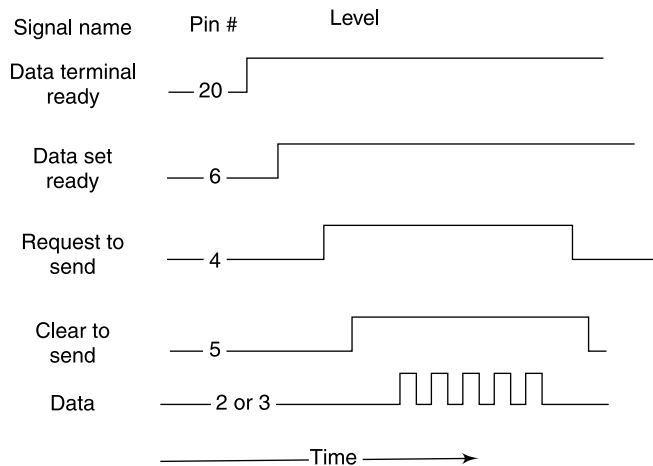 Signal name Pin # Level
Data terminal
ready
20
Data set
ready
6
Request to
send
4
Clear to
send
5
Data 2 or 3
Time